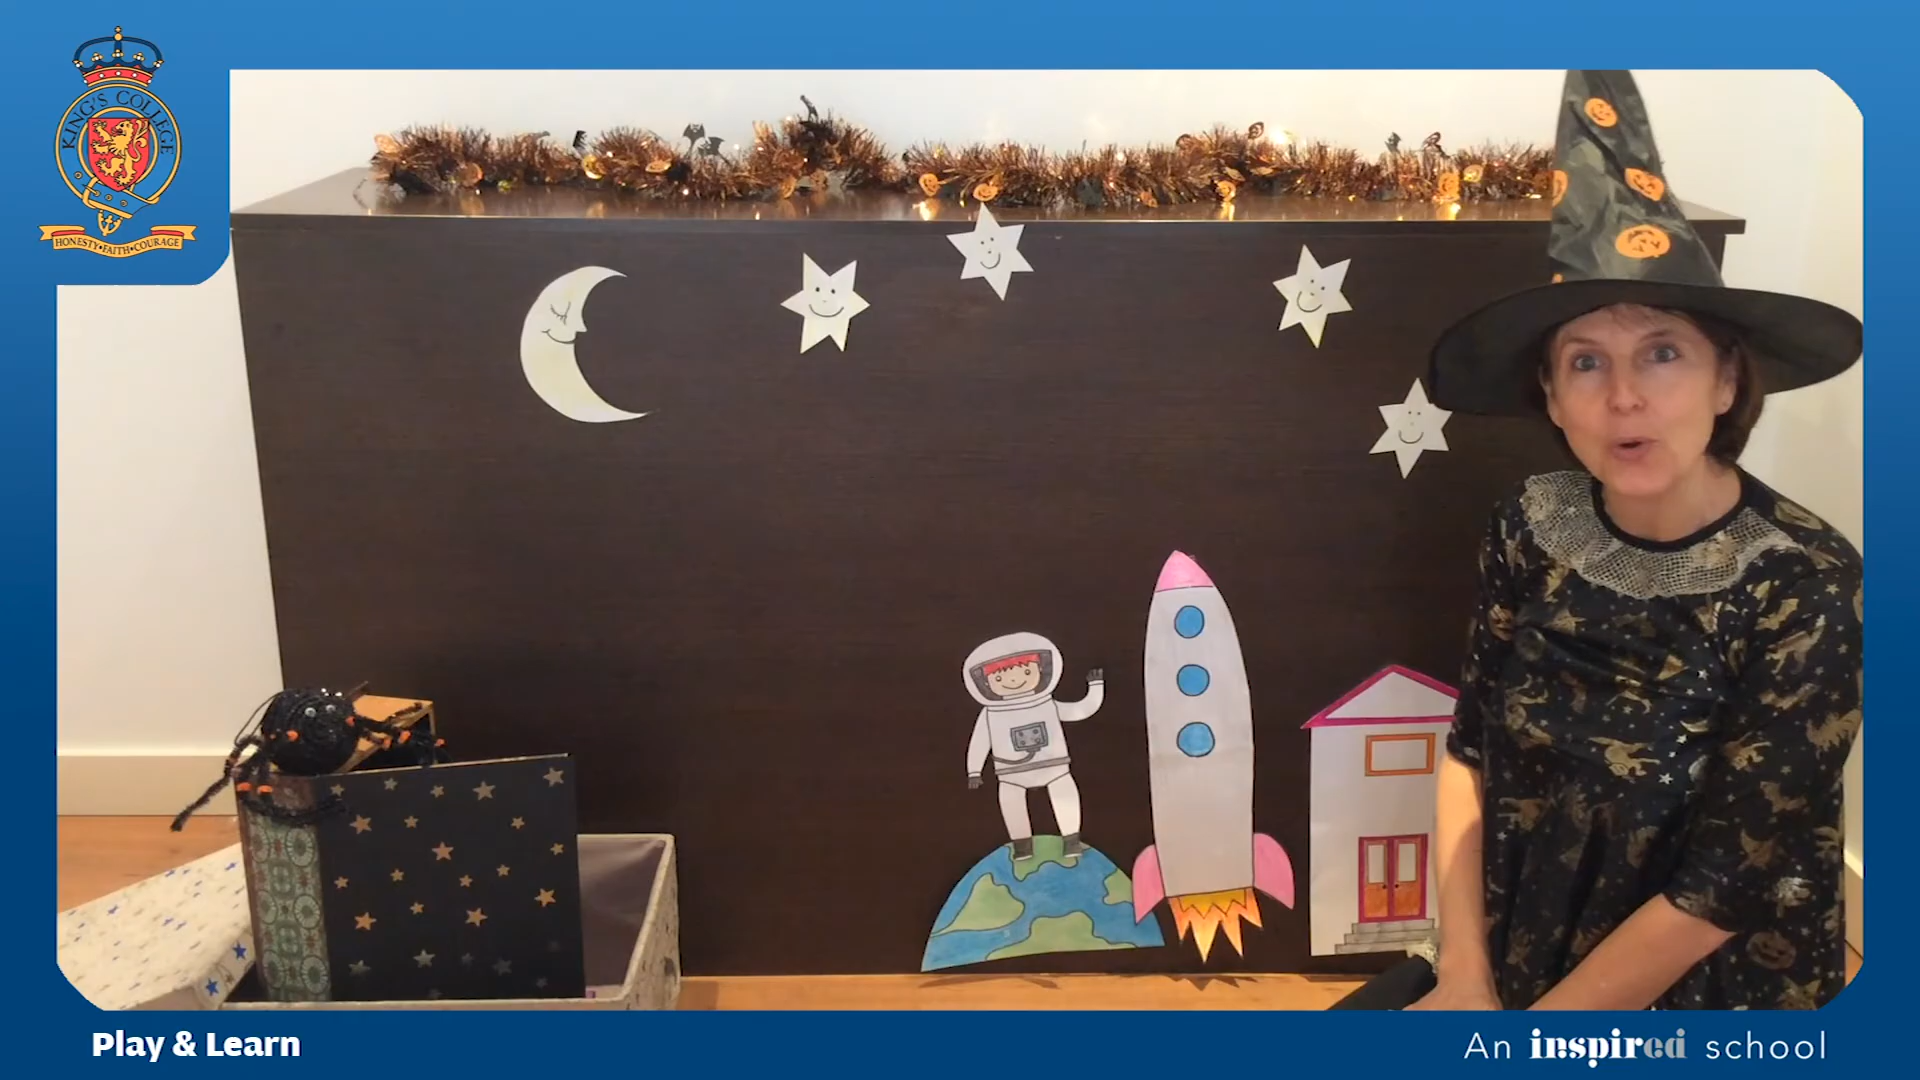 KING'S COLLEGE
HONESTY•FAITH•COURAGE
Play & Learn
An inspired school